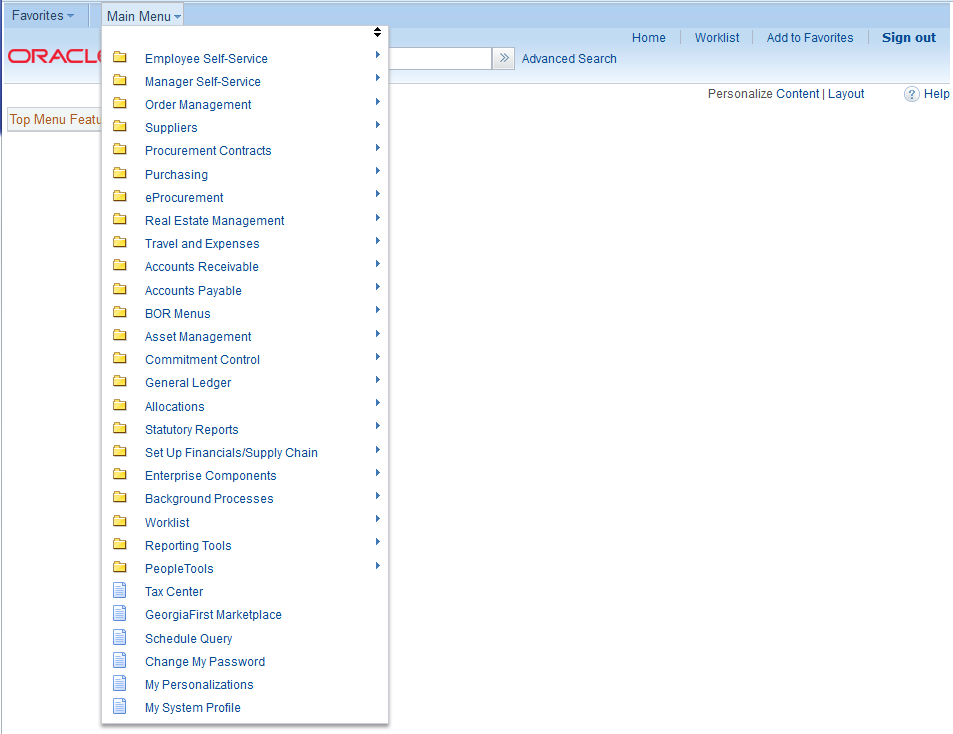 Favorites Main Menu
Home Worklist Add to Favorites Sign out
ORACL
Advanced Search
Personalize Content | Layout Help
Top Menu Featu
Employee Self-Service
Manager Self-Service
Order Management
Suppliers
Procurement Contracts
Purchasing
eProcurement
Real Estate Management
Travel and Expenses
Accounts Receivable
Accounts Payable
BOR Menus
Asset Management
Commitment Control
General Ledger
Allocations
Statutory Reports
Set Up Financials/Supply Chain
Enterprise Components
Background Processes
Worklist
Reporting Tools
PeopleTools
Tax Center
GeorgiaFirst Marketplace
Schedule Query
Change My Password
My Personalizations
My System Profile